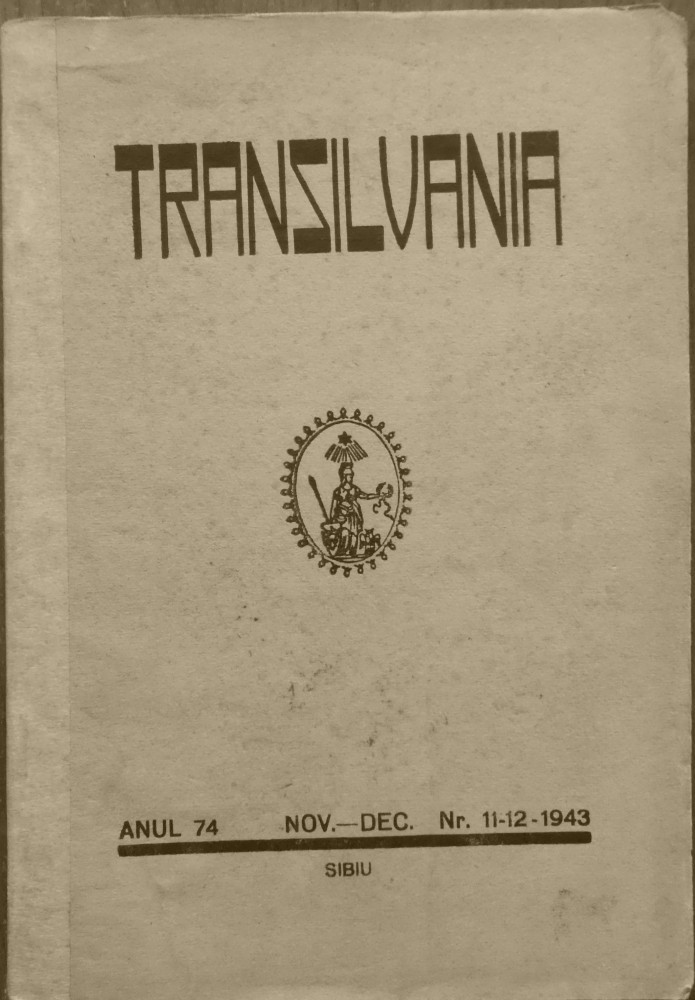 TRANSILVANIA
ANUL 74 NOV.—DEC. Nr. 11-12-1943
SIBIU